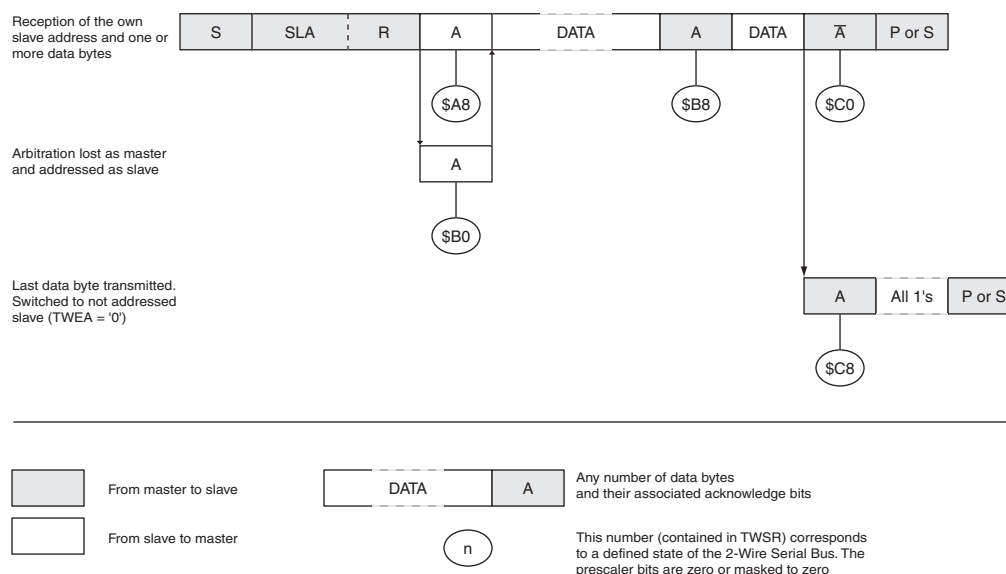 Reception of the own
slave address and one or
more data bytes
S SLA R A DATA A DATA A̅ P or S
$A8 $B8 $C0
Arbitration lost as master
and addressed as slave
A
$B0
Last data byte transmitted.
Switched to not addressed
slave (TWEA = '0')
A All 1's P or S
$C8
From master to slave
DATA A
Any number of data bytes
and their associated acknowledge bits
From slave to master
n
This number (contained in TWSR) corresponds
to a defined state of the 2-Wire Serial Bus. The
prescaler bits are zero or masked to zero